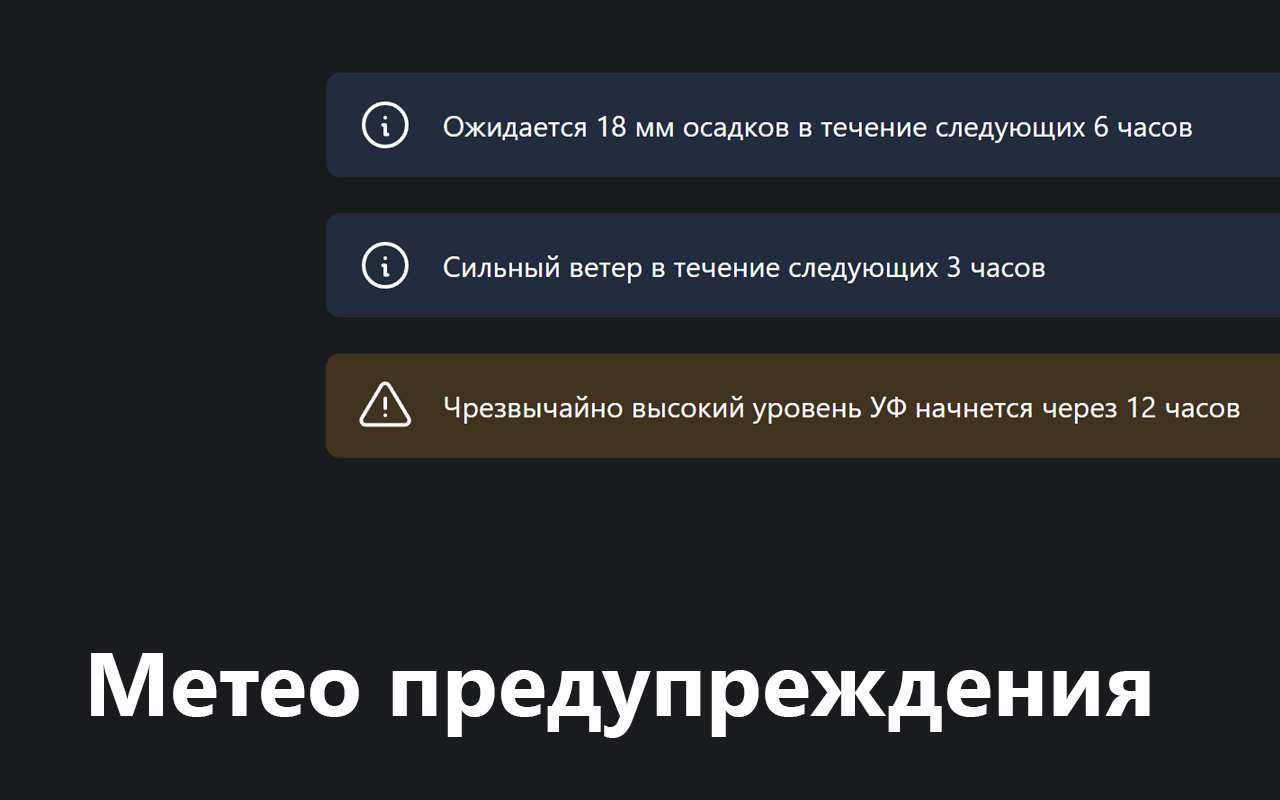 Ожидается 18 мм осадков в течение следующих 6 часов
Сильный ветер в течение следующих 3 часов
Чрезвычайно высокий уровень УФ начнется через 12 часов
Метео предупреждения